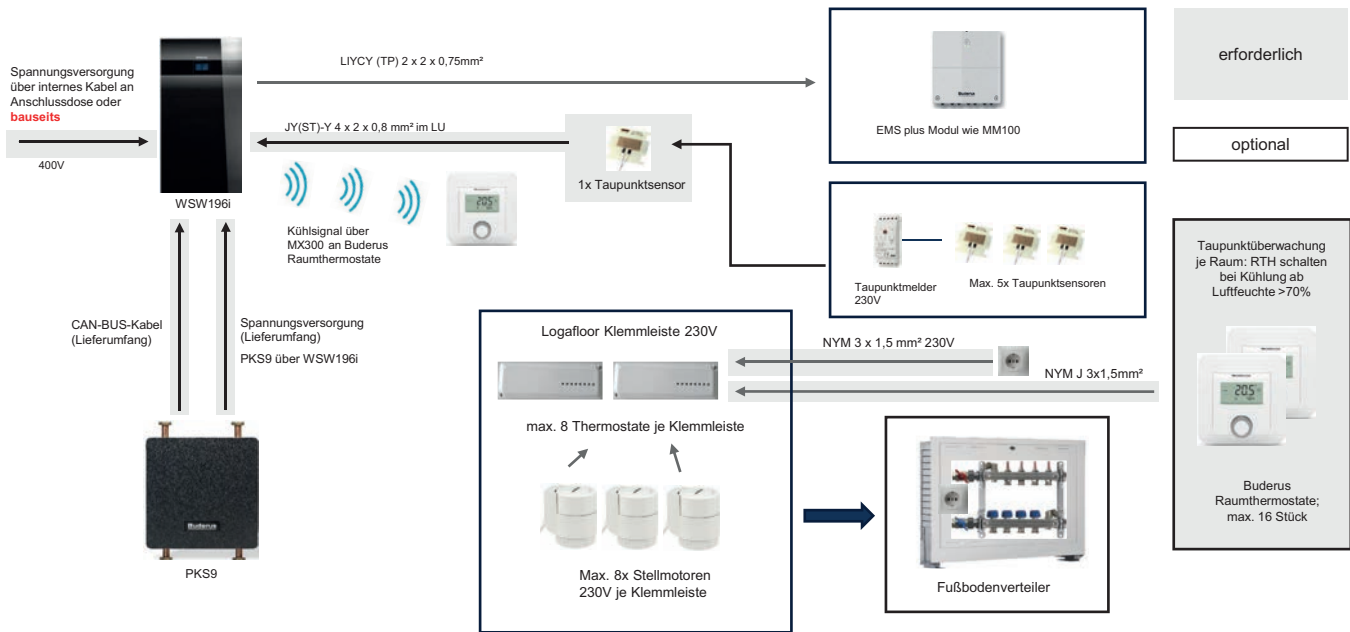 Spannungsversorgung
über internes Kabel an
Anschlussdose oder
bauseits
400V
WSW196i
LIYCY (TP) 2 x 2 x 0,75mm²
JY(ST)-Y 4 x 2 x 0,8 mm² im LU
Kühlsignal über
MX300 an Buderus
Raumthermostate
1x Taupunktsensor
Buderus
EMS plus Modul wie MM100
erforderlich
optional
Taupunktmelder
230V
Max. 5x Taupunktsensoren
CAN-BUS-Kabel
(Lieferumfang)
Spannungsversorgung
(Lieferumfang)
PKS9 über WSW196i
Buderus
PKS9
Logafloor Klemmleiste 230V
max. 8 Thermostate je Klemmleiste
Max. 8x Stellmotoren
230V je Klemmleiste
NYM 3 x 1,5 mm² 230V
NYM J 3x1,5mm²
Fußbodenverteiler
Taupunktüberwachung
je Raum: RTH schalten
bei Kühlung ab
Luftfeuchte >70%
20.5
Buderus
Raumthermostate;
max. 16 Stück